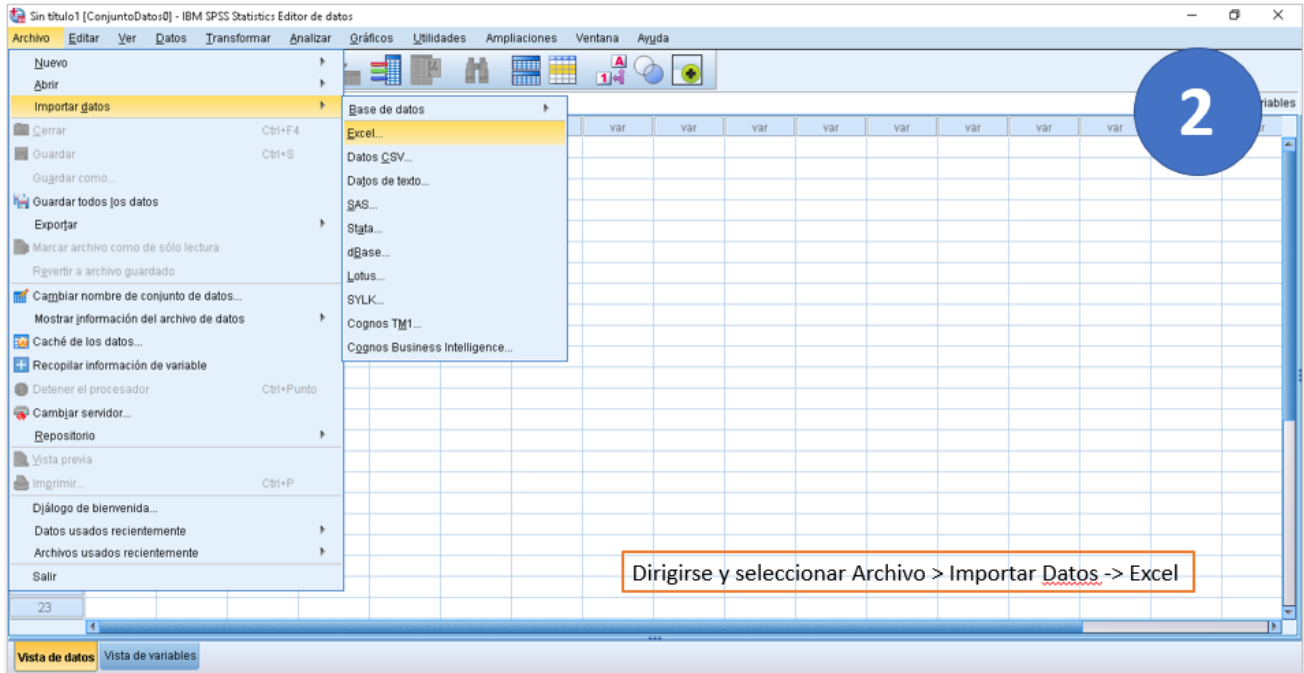 Sin título1 [ConjuntoDatos0] - IBM SPSS Statistics Editor de datos
Archivo Editar Ver Datos Transformar Analizar Gráficos Utilidades Ampliaciones Ventana Ayuda
Nuevo
Abrir
Importar datos
Cerrar Ctrl+F4
Guardar Ctrl+S
Guardar como...
Guardar todos los datos
Exportar
Marcar archivo como de sólo lectura
Revertir a archivo guardado
Cambiar nombre de conjunto de datos...
Mostrar información del archivo de datos
Caché de los datos...
Recopilar información de variable
Detener el procesador Ctrl+Punto
Cambiar servidor...
Repositorio
Vista previa
Imprimir... Ctrl+P
Diálogo de bienvenida...
Datos usados recientemente
Archivos usados recientemente
Salir
Base de datos
Excel...
Datos CSV...
Datos de texto...
SAS...
Stata...
dBase...
Lotus...
SYLK...
Cognos TM1...
Cognos Business Intelligence...
2
var var var var var var var var
Dirigirse y seleccionar Archivo > Importar Datos -> Excel
23
Vista de datos Vista de variables